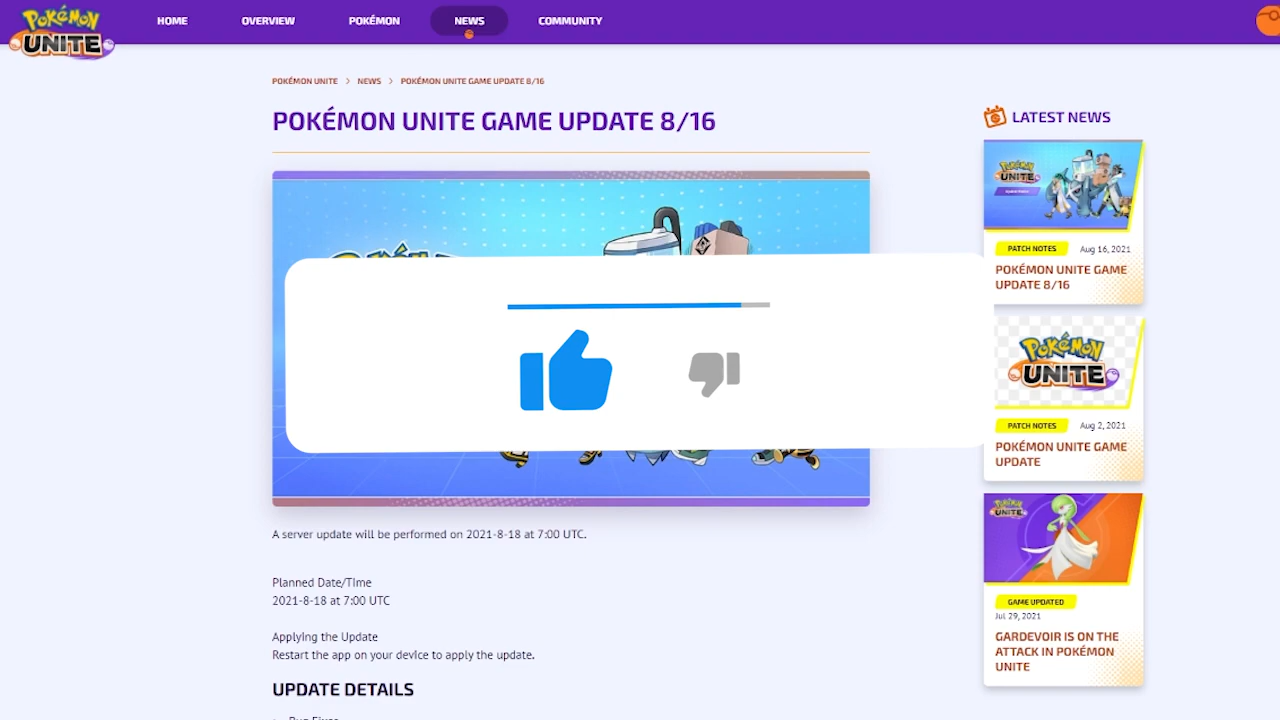 Pokémon
UNITE
HOME
OVERVIEW
POKÉMON
NEWS
COMMUNITY
POKÉMON UNITE > NEWS > POKÉMON UNITE GAME UPDATE 8/16
POKÉMON UNITE GAME UPDATE 8/16
A server update will be performed on 2021-8-18 at 7:00 UTC.
Planned Date/TIme
2021-8-18 at 7:00 UTC
Applying the Update
Restart the app on your device to apply the update.
UPDATE DETAILS
LATEST NEWS
Pokémon
UNITE
PATCH NOTES
Aug 16, 2021
POKÉMON UNITE GAME
UPDATE 8/16
Pokémon
UNITE
PATCH NOTES
Aug 2, 2021
POKÉMON UNITE GAME
UPDATE
Pokémon
UNITE
GAME UPDATED
Jul 29, 2021
GARDEVOIR IS ON THE
ATTACK IN POKÉMON
UNITE